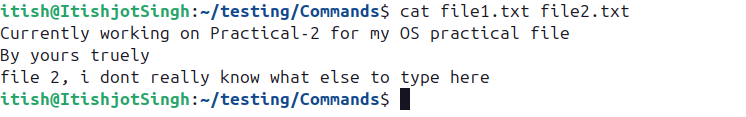 itish@ItishjotSingh:~/testing/Commands$ cat file1.txt file2.txt
Currently working on Practical-2 for my OS practical file
By yours truely
file 2, i dont really know what else to type here
itish@ItishjotSingh:~/testing/Commands$